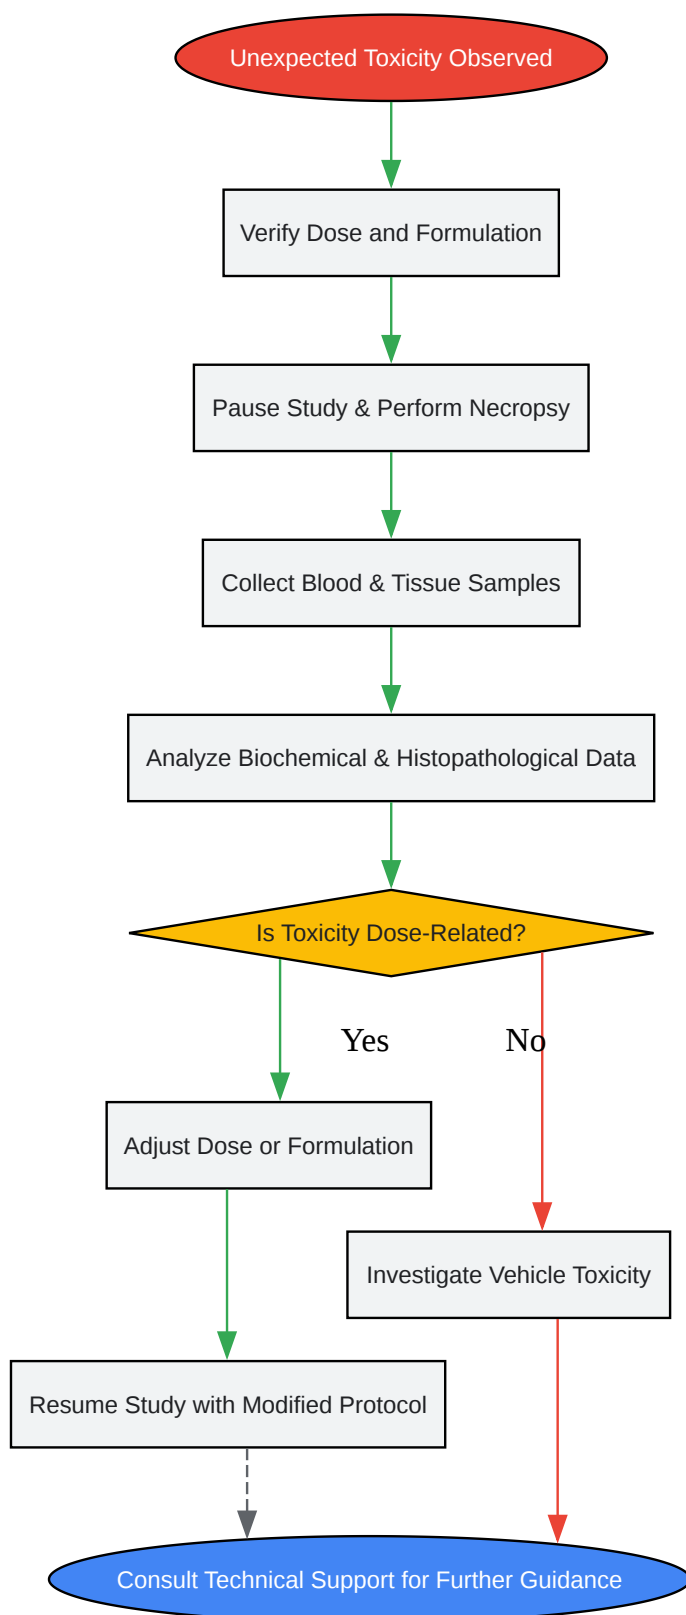 Unexpected Toxicity Observed
Verify Dose and Formulation
Pause Study & Perform Necropsy
Collect Blood & Tissue Samples
Analyze Biochemical & Histopathological Data
Is Toxicity Dose-Related?
Yes
No
Adjust Dose or Formulation
Investigate Vehicle Toxicity
Resume Study with Modified Protocol
Consult Technical Support for Further Guidance